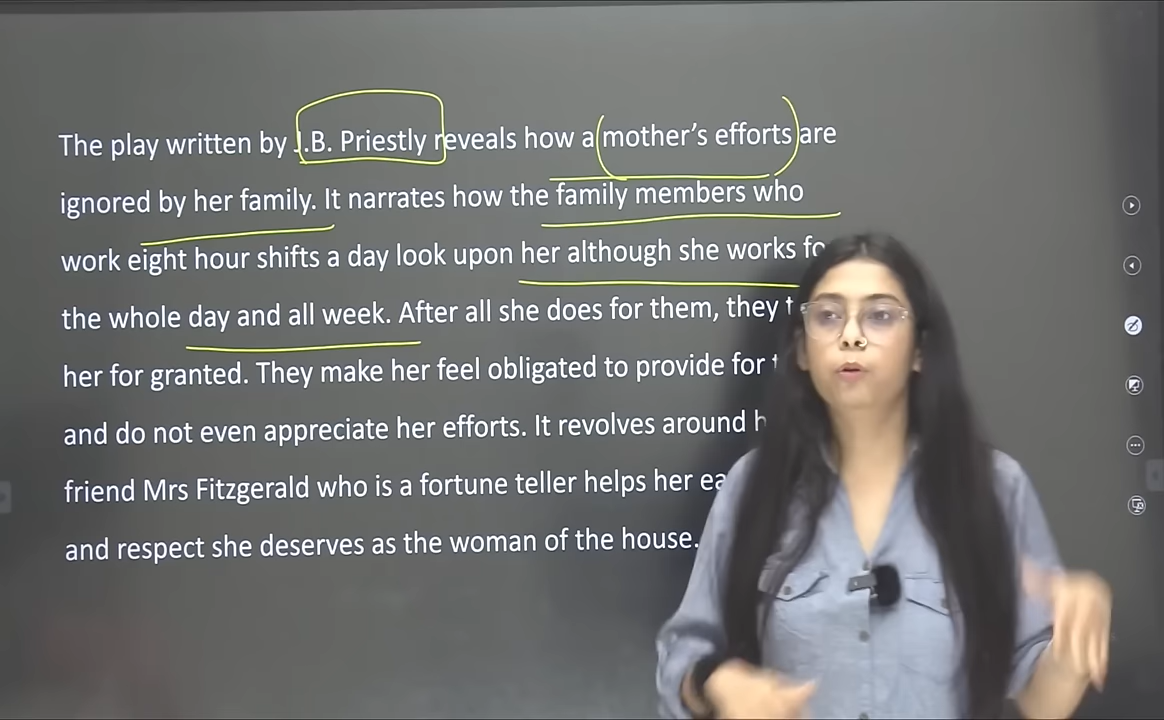 The play written by J.B. Priestly reveals how a mother's efforts are
ignored by her family. It narrates how the family members who
work eight hour shifts a day look upon her although she works
the whole day and all week. After all she does for them, they
her for granted. They make her feel obligated to provide for
and do not even appreciate her efforts. It revolves around
friend Mrs Fitzgerald who is a fortune teller helps her
and respect she deserves as the woman of the house.